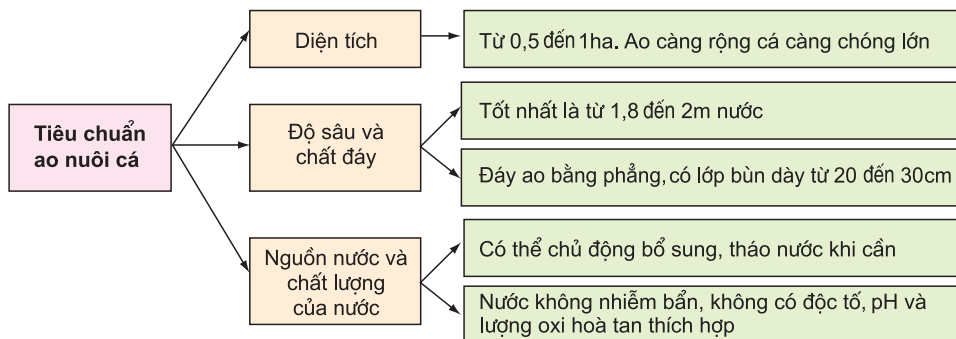 Tiêu chuẩn
ao nuôi cá
Diện tích
Từ 0,5 đến 1ha. Ao càng rộng cá càng chóng lớn
Độ sâu và
chất đáy
Tốt nhất là từ 1,8 đến 2m nước
Đáy ao bằng phẳng, có lớp bùn dày từ 20 đến 30cm
Nguồn nước và
chất lượng
của nước
Có thể chủ động bổ sung, tháo nước khi cần
Nước không nhiễm bẩn, không có độc tố, pH và
lượng oxi hoà tan thích hợp